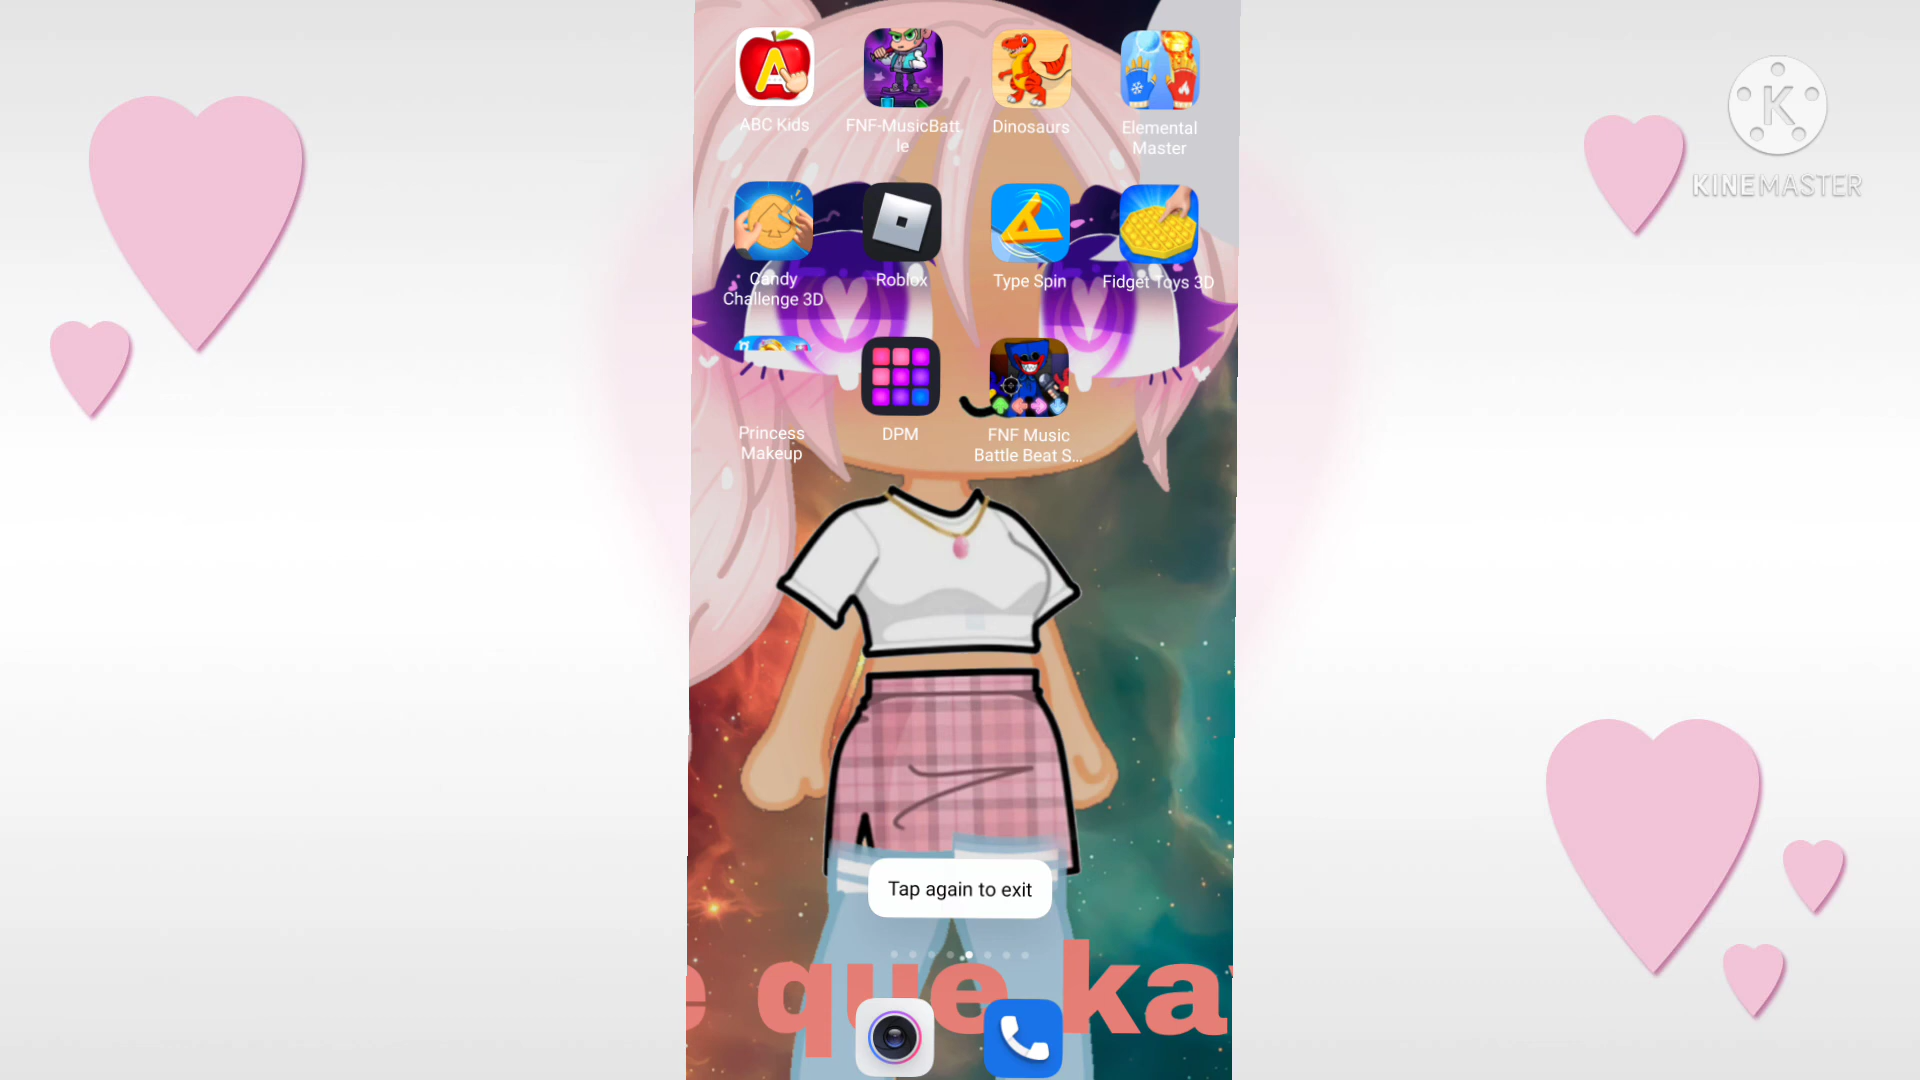 KINEMASTER
ABC Kids
FNF-MusicBatt
le
Dinosaurs
Elemental
Master
Candy
Challenge 3D
Roblox
Type Spin
Fidget Toys 3D
Princess
Makeup
DPM
FNF Music
Battle Beat S...
Tap again to exit
e que ka